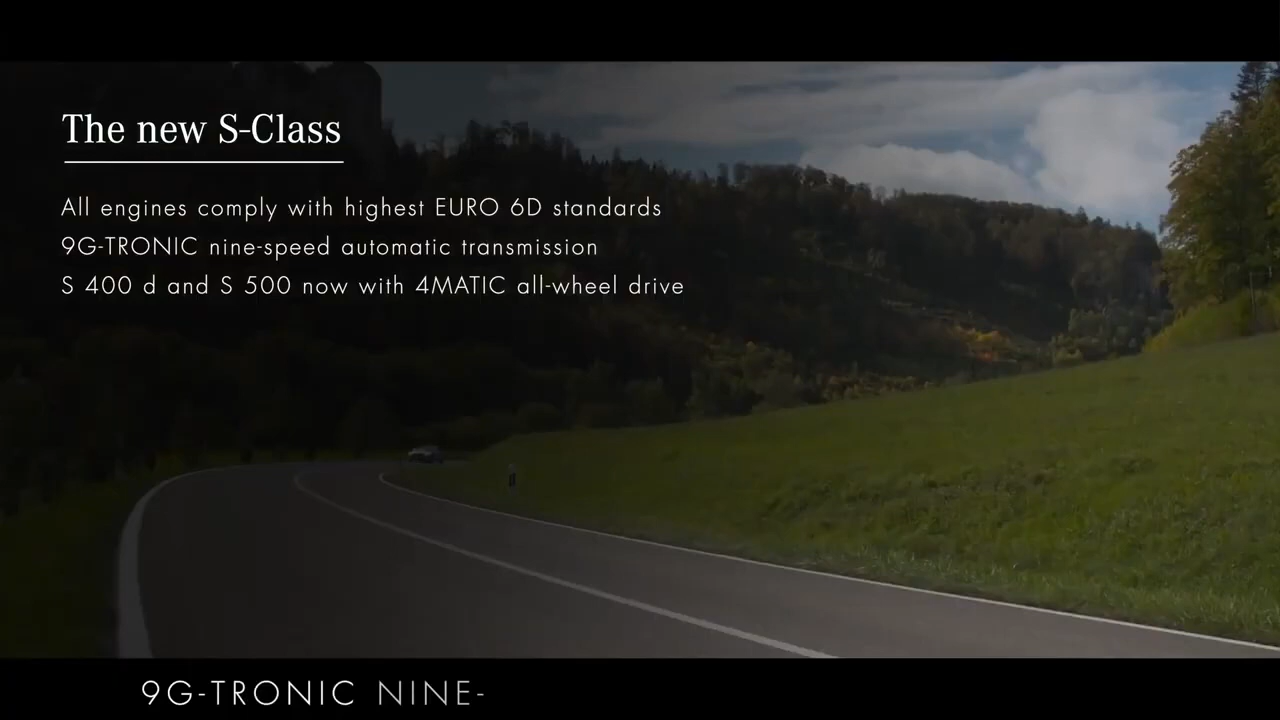 The new S-Class
All engines comply with highest EURO 6D standards
9G-TRONIC nine-speed automatic transmission
S 400 d and S 500 now with 4MATIC all-wheel drive
9G-TRONIC NINE-